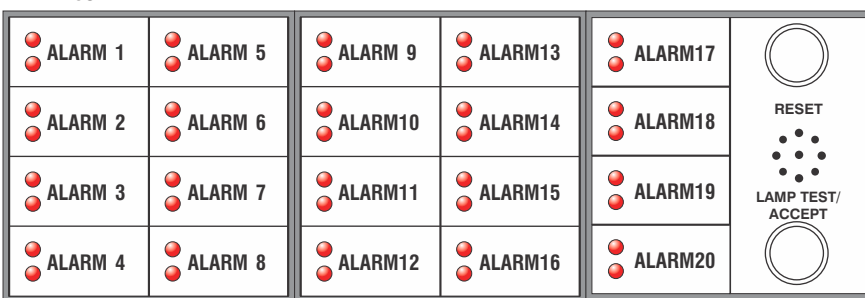 ALARM 1
ALARM 2
ALARM 3
ALARM 4
ALARM 5
ALARM 6
ALARM 7
ALARM 8
ALARM 9
ALARM10
ALARM11
ALARM12
ALARM13
ALARM14
ALARM15
ALARM16
ALARM17
ALARM18
ALARM19
ALARM20
RESET
LAMP TEST/
ACCEPT